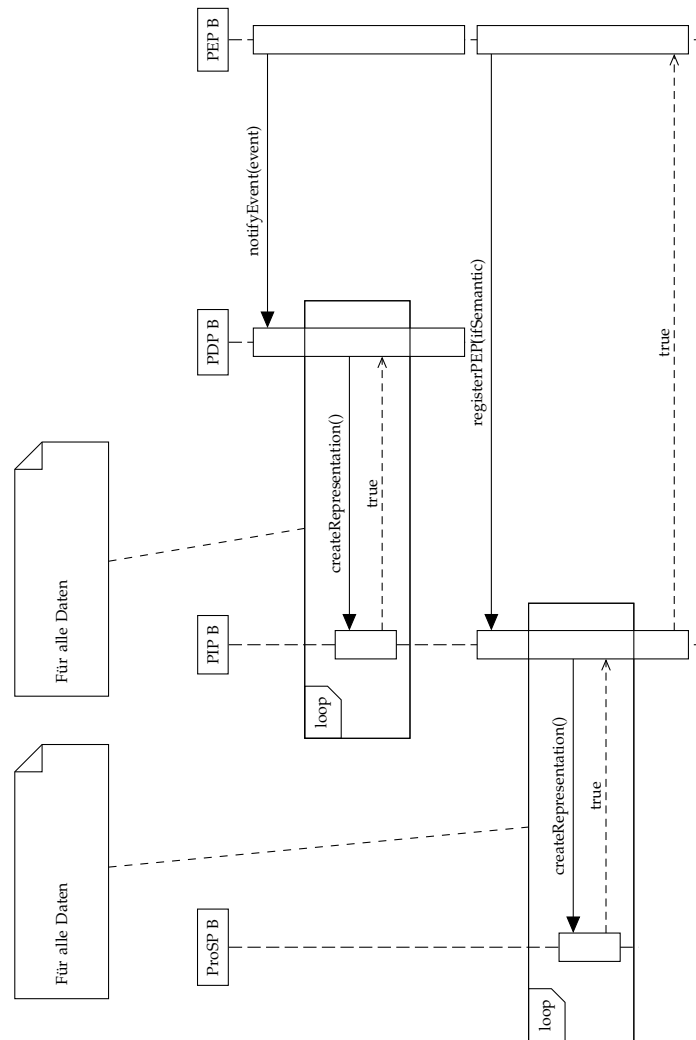 Für alle Daten
Für alle Daten
ProSP B
PIP B
PDP B
PEP B
notifyEvent(event)
loop
createRepresentation()
true
registerPEP(ifSemantic)
loop
createRepresentation()
true
true